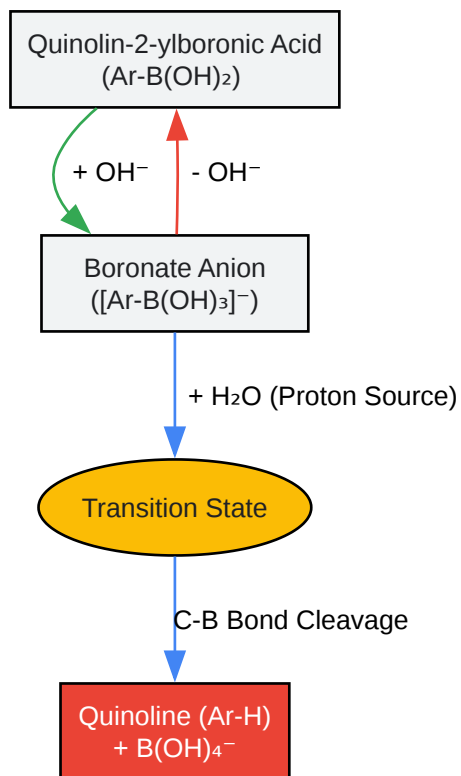 Quinolin-2-ylboronic Acid
(Ar-B(OH)₂)
+ OH⁻
- OH⁻
Boronate Anion
([Ar-B(OH)₃]⁻)
+ H₂O (Proton Source)
Transition State
C-B Bond Cleavage
Quinoline (Ar-H)
+ B(OH)₄⁻